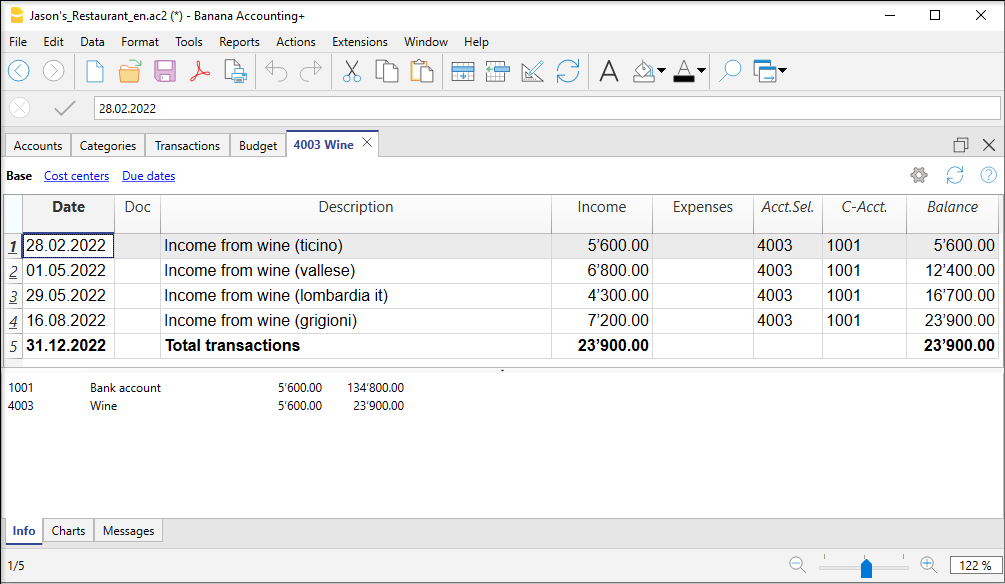 Jason's_Restaurant_en.ac2 (*) - Banana Accounting+
File Edit Data Format Tools Reports Actions Extensions Window Help
28.02.2022
Accounts Categories Transactions Budget 4003 Wine
Base Cost centers Due dates
Date Doc Description Income Expenses Acct.Sel. C-Acct. Balance
1 28.02.2022 Income from wine (ticino) 5’600.00 4003 1001 5’600.00
2 01.05.2022 Income from wine (vallese) 6’800.00 4003 1001 12’400.00
3 29.05.2022 Income from wine (lombardia it) 4’300.00 4003 1001 16’700.00
4 16.08.2022 Income from wine (grigioni) 7’200.00 4003 1001 23’900.00
5 31.12.2022 Total transactions 23’900.00 23’900.00
1001 Bank account 5’600.00 134’800.00
4003 Wine 5’600.00 23’900.00
Info Charts Messages
1/5 122 %